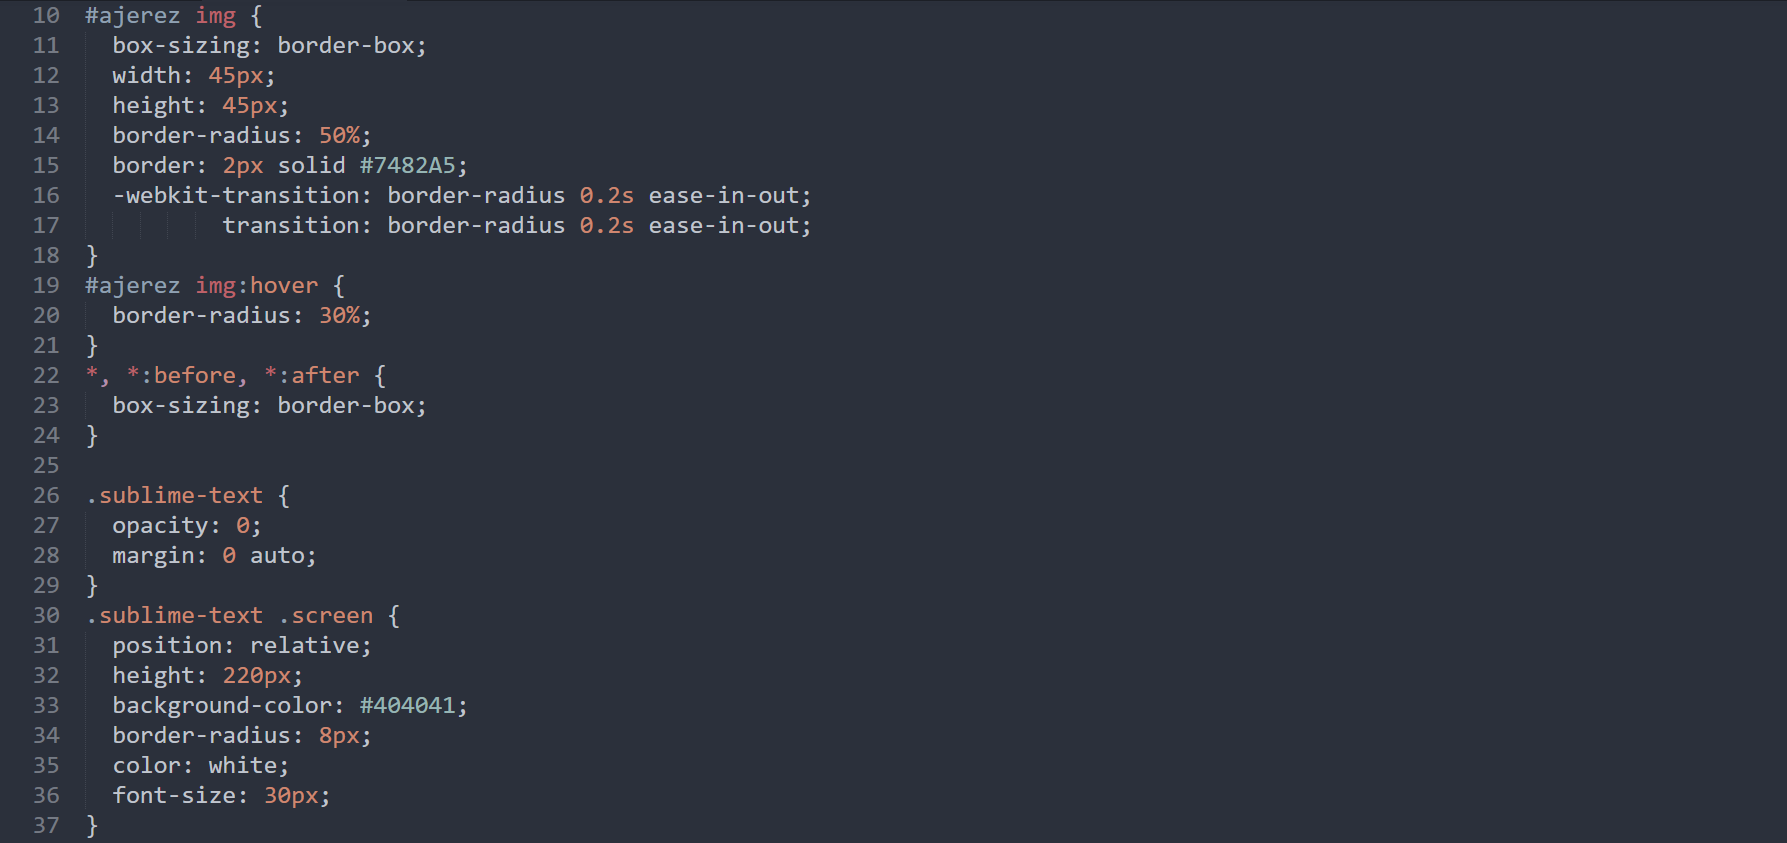 10 #ajerez img {
11   box-sizing: border-box;
12   width: 45px;
13   height: 45px;
14   border-radius: 50%;
15   border: 2px solid #7482A5;
16   -webkit-transition: border-radius 0.2s ease-in-out;
17           transition: border-radius 0.2s ease-in-out;
18 }
19 #ajerez img:hover {
20   border-radius: 30%;
21 }
22 *, *:before, *:after {
23   box-sizing: border-box;
24 }
25
26 .sublime-text {
27   opacity: 0;
28   margin: 0 auto;
29 }
30 .sublime-text .screen {
31   position: relative;
32   height: 220px;
33   background-color: #404041;
34   border-radius: 8px;
35   color: white;
36   font-size: 30px;
37 }